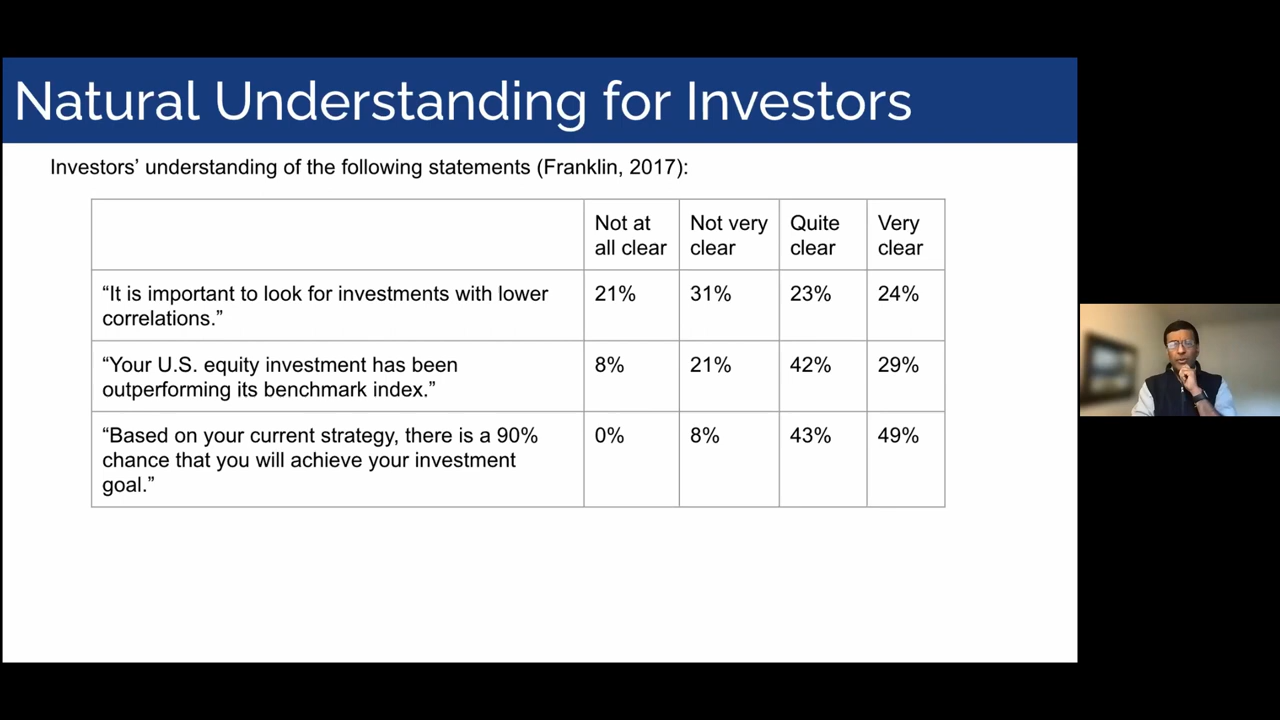 Natural Understanding for Investors
Investors’ understanding of the following statements (Franklin, 2017):
Not at all clear
Not very clear
Quite clear
Very clear
“It is important to look for investments with lower
correlations.”
21%
31%
23%
24%
“Your U.S. equity investment has been
outperforming its benchmark index.”
8%
21%
42%
29%
“Based on your current strategy, there is a 90%
chance that you will achieve your investment
goal.”
0%
8%
43%
49%